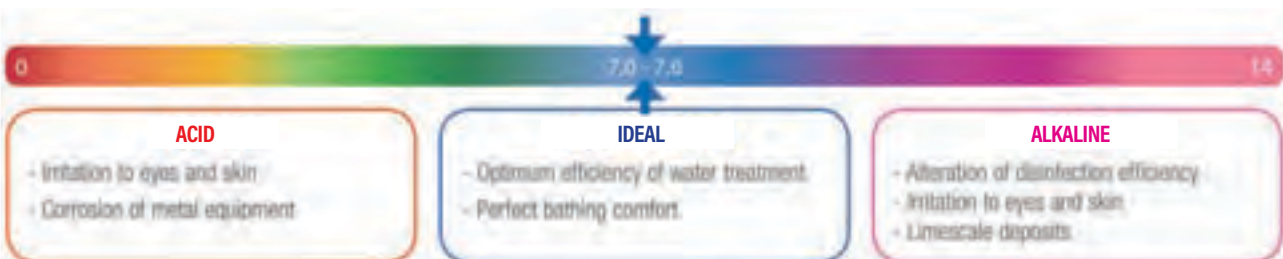 0
7,0 - 7,6
14
ACID
- Irritation to eyes and skin
- Corrosion of metal equipment
IDEAL
- Optimum efficiency of water treatment.
- Perfect bathing comfort.
ALKALINE
- Alteration of disinfection efficiency
- Irritation to eyes and skin
- Limescale deposits